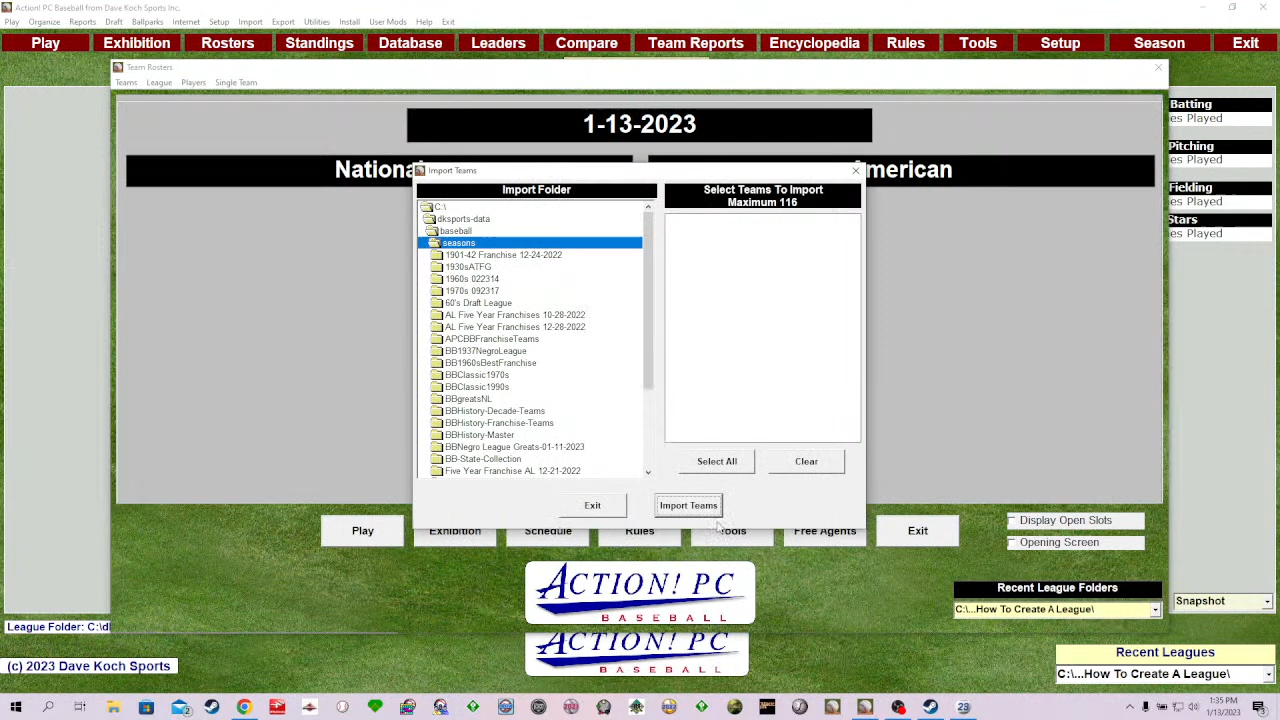 Action! PC Baseball from Dave Koch Sports Inc.
Play Organize Reports Draft Ballparks Internet Setup Import Export Utilities Install User Mods Help Exit
Play Exhibition Rosters Standings Database Leaders Compare Team Reports Encyclopedia Rules Tools Setup Season Exit
Team Rosters
Teams League Players Single Team
1-13-2023
National American
Batting
es Played
Pitching
es Played
Fielding
es Played
Stars
es Played
Import Teams
Import Folder
Select Teams To Import
Maximum 116
C:\
dksports-data
baseball
seasons
1901-42 Franchise 12-24-2022
1930sATFG
1960s 022314
1970s 092317
60's Draft League
AL Five Year Franchises 10-28-2022
AL Five Year Franchises 12-28-2022
APCBBFranchiseTeams
BB1937NegroLeague
BB1960sBestFranchise
BBClassic1970s
BBClassic1990s
BBgreatsNL
BBHistory-Decade-Teams
BBHistory-Franchise-Teams
BBHistory-Master
BBNegro League Greats-01-11-2023
BB-State-Collection
Five Year Franchise AL 12-21-2022
Select All Clear
Exit Import Teams
Play Exhibition Schedule Rules Tools Free Agents Exit
Display Open Slots
Opening Screen
ACTION! PC
BASEBALL
Recent League Folders
C:\...How To Create A League\
Snapshot
League Folder: C:\dl
ACTION! PC
BASEBALL
(c) 2023 Dave Koch Sports
Recent Leagues
C:\...How To Create A League\
1:35 PM
1/13/2023